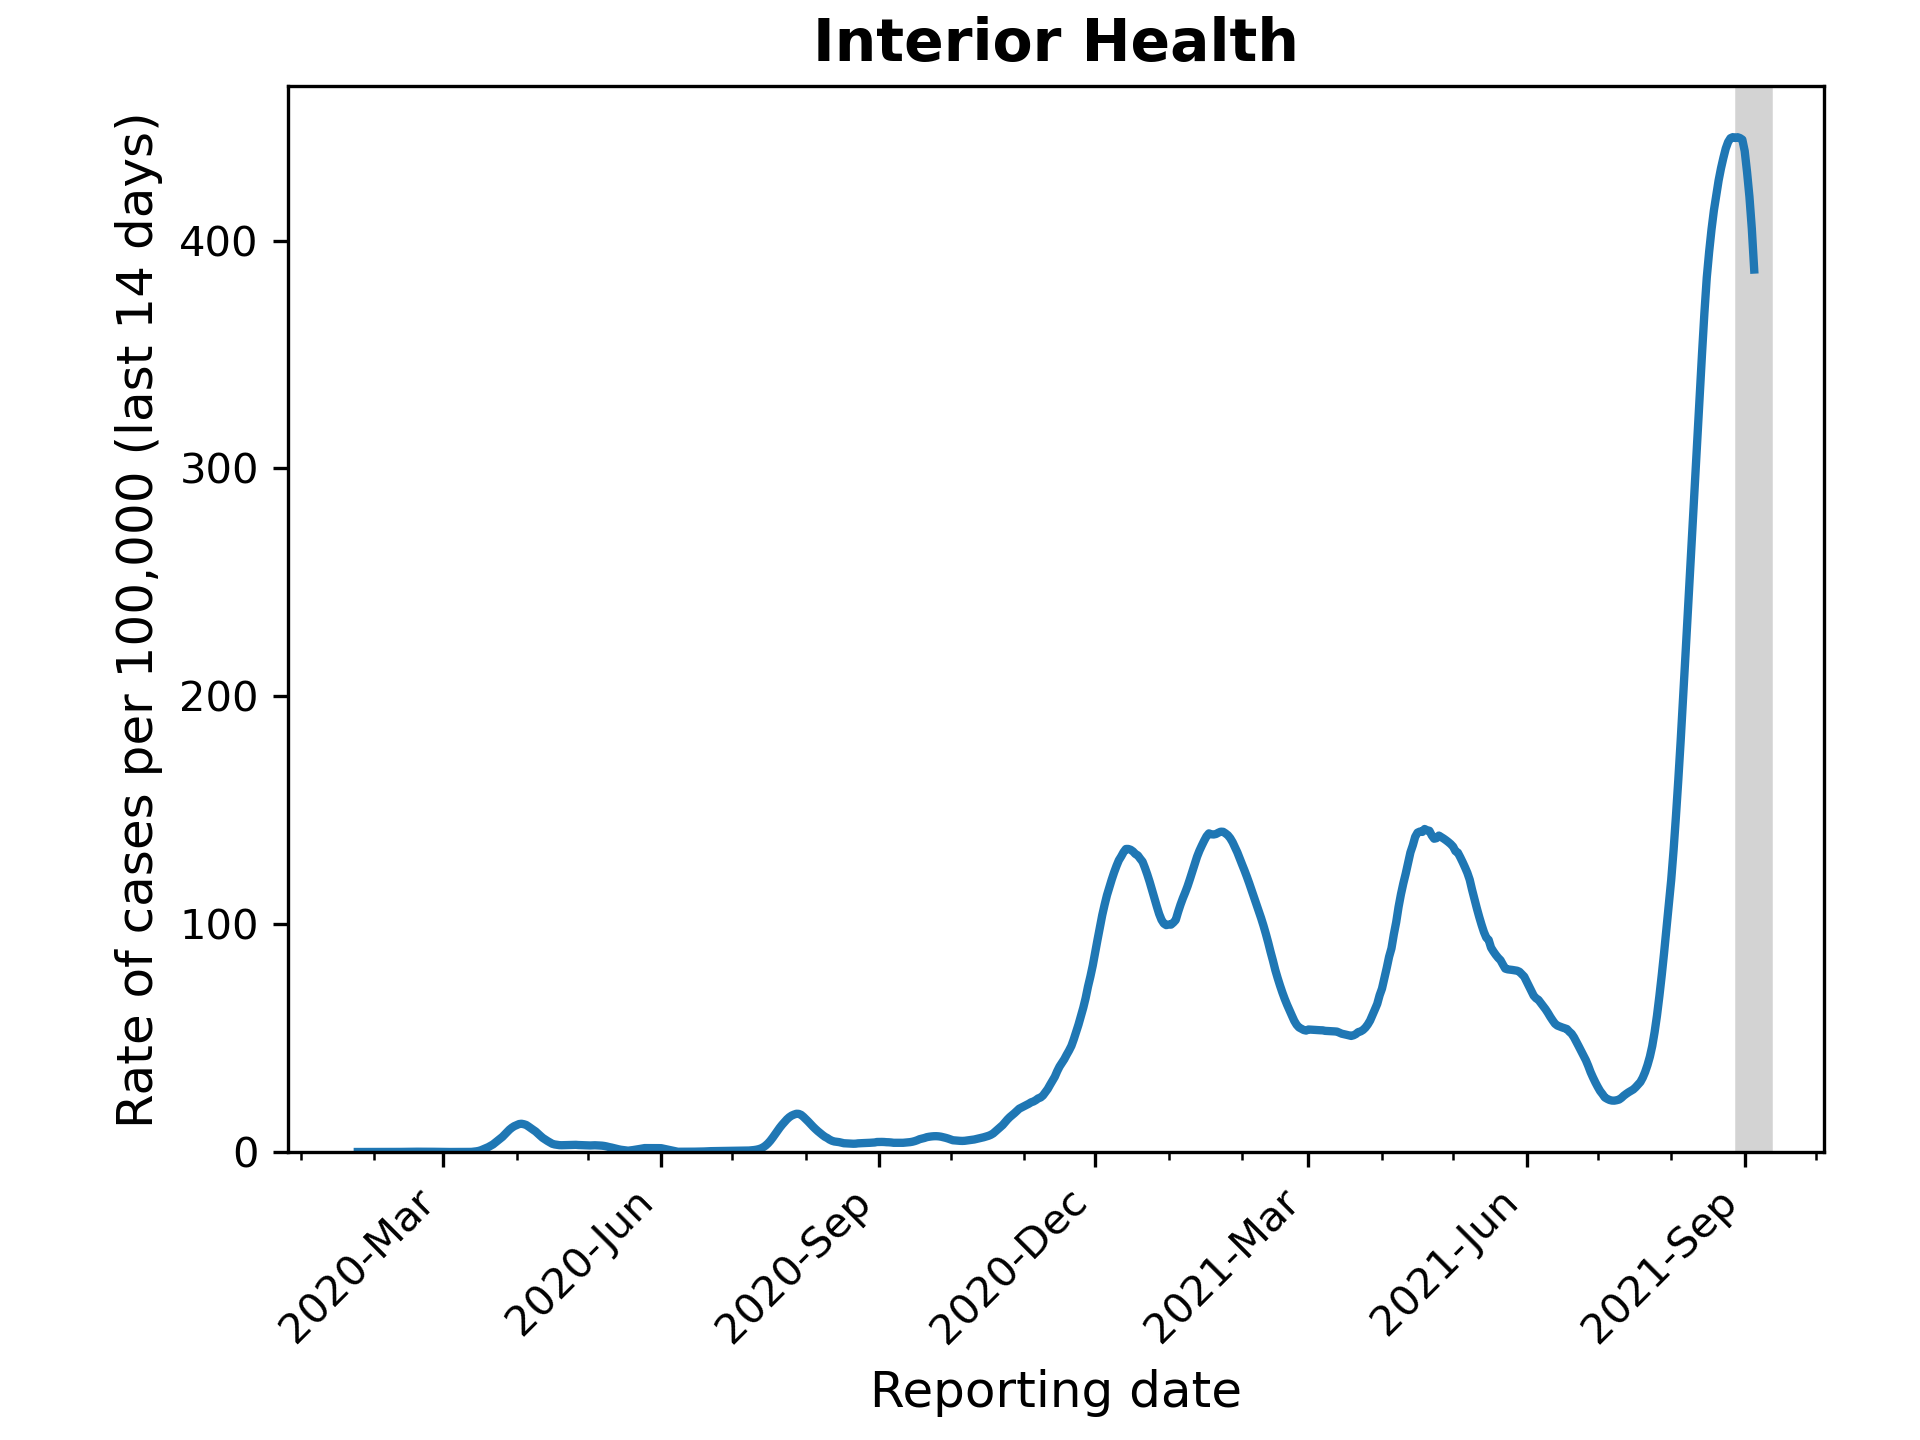 Interior Health
Rate of cases per 100,000 (last 14 days)
400
300
200
100
0
2020-Mar
2020-Jun
2020-Sep
2020-Dec
2021-Mar
2021-Jun
2021-Sep
Reporting date